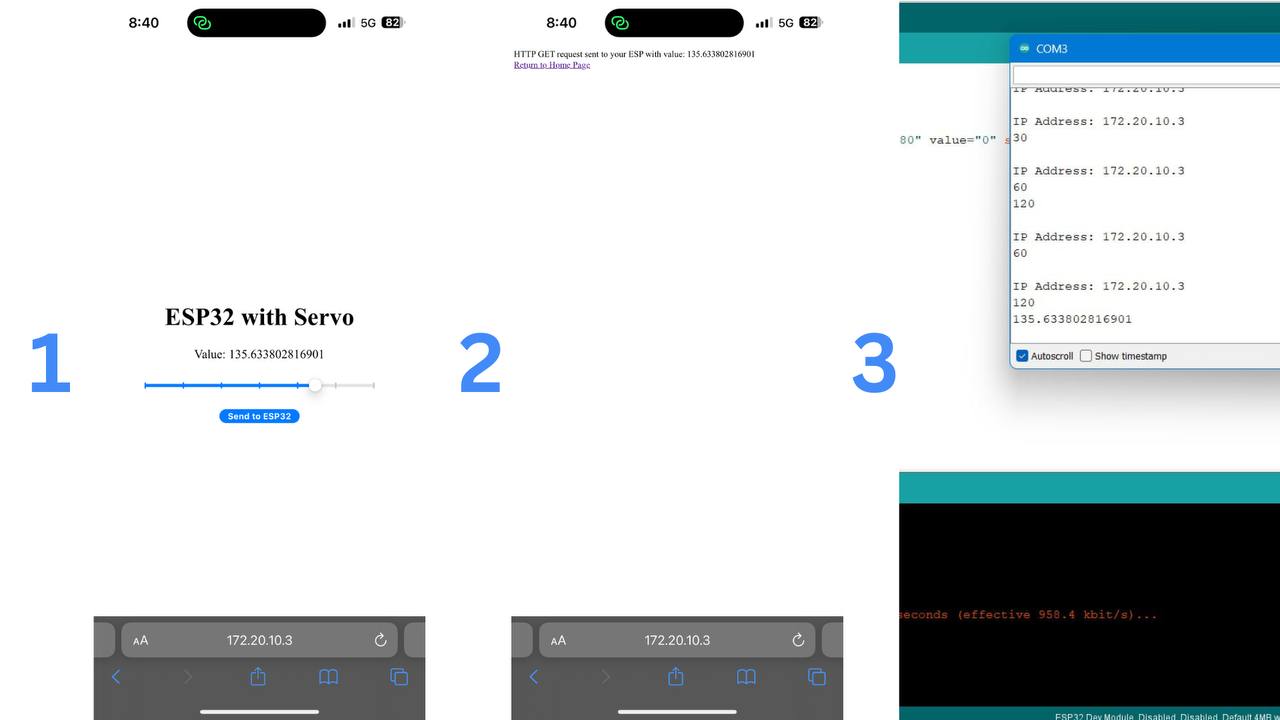 1
8:40
5G 82
ESP32 with Servo
Value: 135.633802816901
Send to ESP32
AA 172.20.10.3
2
8:40
5G 82
HTTP GET request sent to your ESP with value: 135.633802816901
Return to Home Page
AA 172.20.10.3
3
COM3
IP Address: 172.20.10.3
IP Address: 172.20.10.3
80" value="0" s
30
IP Address: 172.20.10.3
60
120
IP Address: 172.20.10.3
60
IP Address: 172.20.10.3
120
135.633802816901
Autoscroll Show timestamp
seconds (effective 958.4 kbit/s)...
ESP32 Dev Module, Disabled, Disabled, Default 4MB w